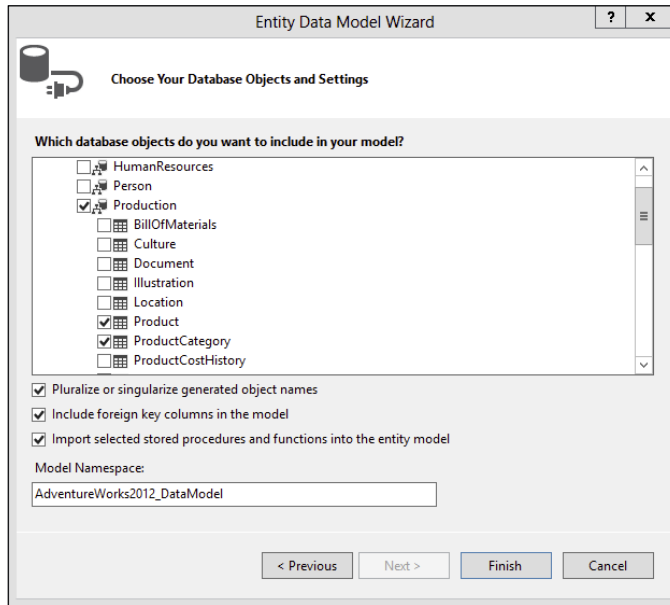 Entity Data Model Wizard
? x
Choose Your Database Objects and Settings
Which database objects do you want to include in your model?
HumanResources
Person
Production
BillOfMaterials
Culture
Document
Illustration
Location
Product
ProductCategory
ProductCostHistory
Pluralize or singularize generated object names
Include foreign key columns in the model
Import selected stored procedures and functions into the entity model
Model Namespace:
AdventureWorks2012_DataModel
< Previous Next > Finish Cancel